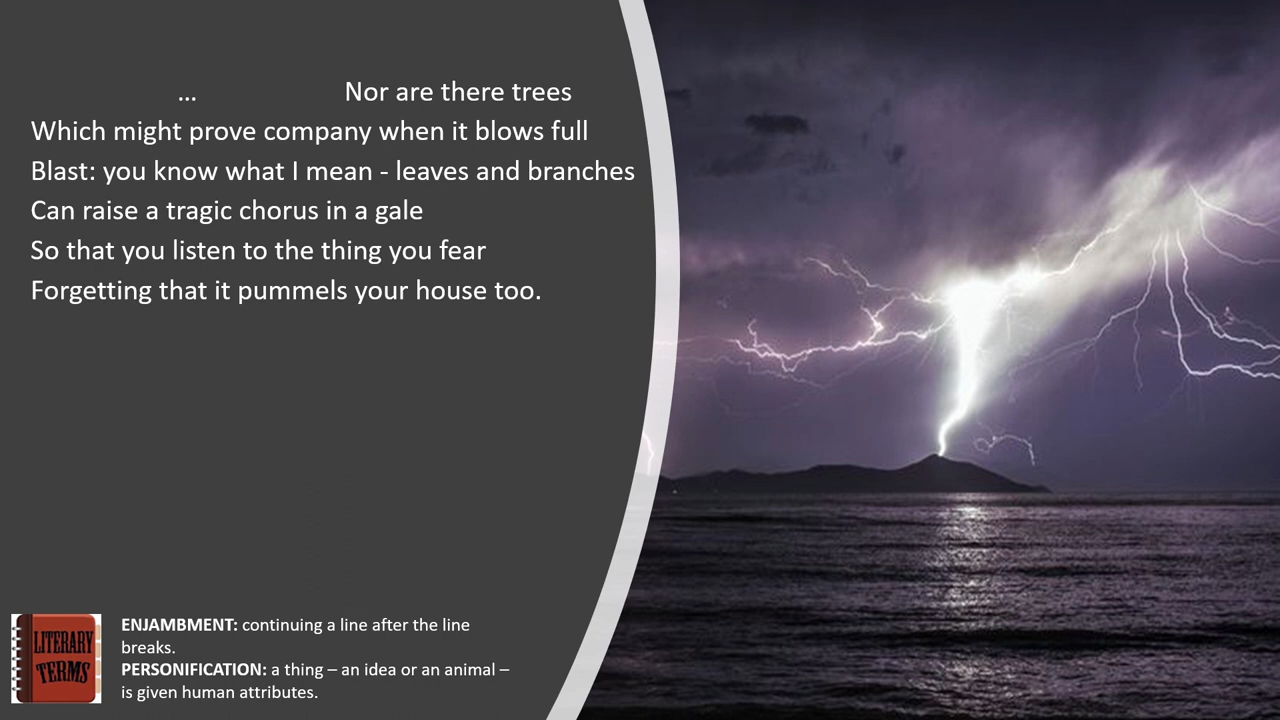 ... Nor are there trees
Which might prove company when it blows full
Blast: you know what I mean - leaves and branches
Can raise a tragic chorus in a gale
So that you listen to the thing you fear
Forgetting that it pummels your house too.
LITERARY
TERMS
ENJAMBMENT: continuing a line after the line
breaks.
PERSONIFICATION: a thing – an idea or an animal –
is given human attributes.